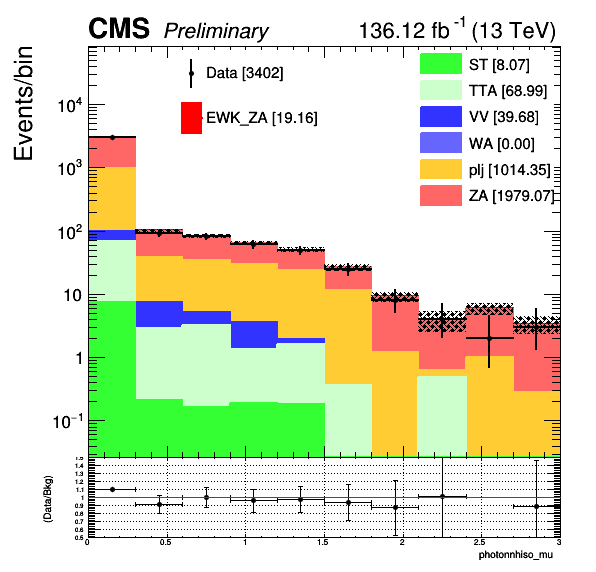 CMS Preliminary 136.12 fb⁻¹ (13 TeV)
Events/bin
Data [3402]
EWK_ZA [19.16]
ST [8.07]
TTA [68.99]
VV [39.68]
WA [0.00]
plj [1014.35]
ZA [1979.07]
10⁴
10³
10²
10
1
10⁻¹
(Data/Bkg)
1.5
1.4
1.3
1.2
1.1
1
0.9
0.8
0.7
0.6
0.5
0 0.5 1 1.5 2 2.5 3
photonnhiso_mu